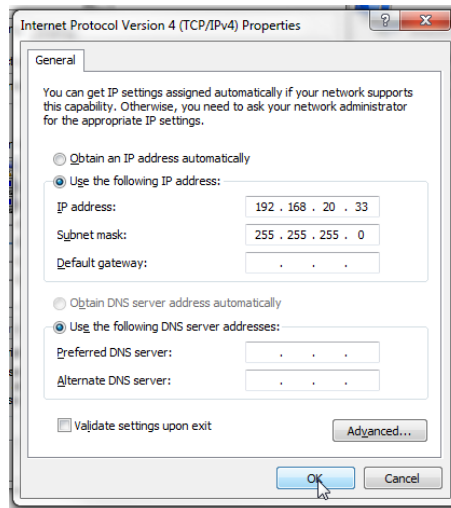 Internet Protocol Version 4 (TCP/IPv4) Properties
General
You can get IP settings assigned automatically if your network supports
this capability. Otherwise, you need to ask your network administrator
for the appropriate IP settings.
Obtain an IP address automatically
Use the following IP address:
IP address: 192 . 168 . 20 . 33
Subnet mask: 255 . 255 . 255 . 0
Default gateway: . . .
Obtain DNS server address automatically
Use the following DNS server addresses:
Preferred DNS server: . . .
Alternate DNS server: . . .
Validate settings upon exit
Advanced...
OK Cancel